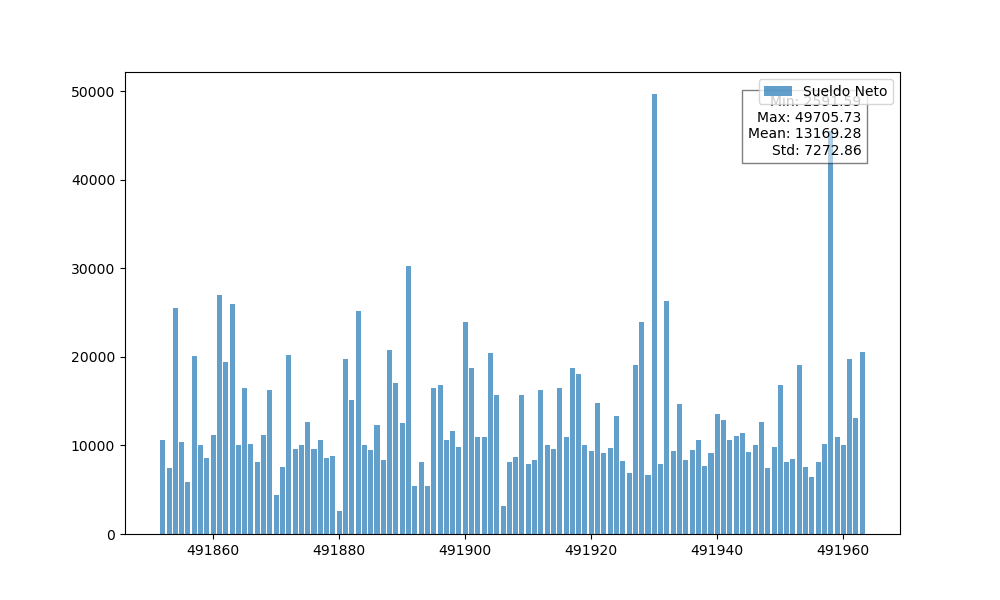 50000
40000
30000
20000
10000
0
491860
491880
491900
491920
491940
491960
Sueldo Neto
Min: 2591.59
Max: 49705.73
Mean: 13169.28
Std: 7272.86